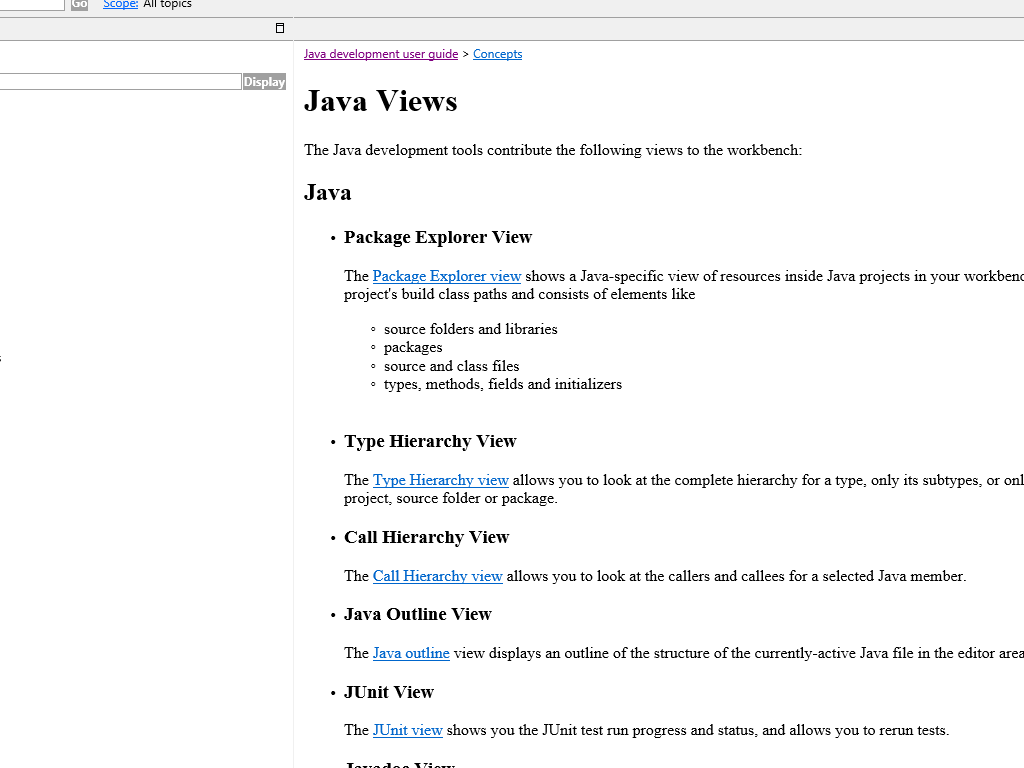 Go Scope: All topics
Java development user guide > Concepts
Display
Java Views
The Java development tools contribute the following views to the workbench:
Java
• Package Explorer View
The Package Explorer view shows a Java-specific view of resources inside Java projects in your
project's build class paths and consists of elements like
◦ source folders and libraries
◦ packages
◦ source and class files
◦ types, methods, fields and initializers
• Type Hierarchy View
The Type Hierarchy view allows you to look at the complete hierarchy for a type, only its subtypes, or
project, source folder or package.
• Call Hierarchy View
The Call Hierarchy view allows you to look at the callers and callees for a selected Java member.
• Java Outline View
The Java outline view displays an outline of the structure of the currently-active Java file in the editor area
• JUnit View
The JUnit view shows you the JUnit test run progress and status, and allows you to rerun tests.
Javadoc View